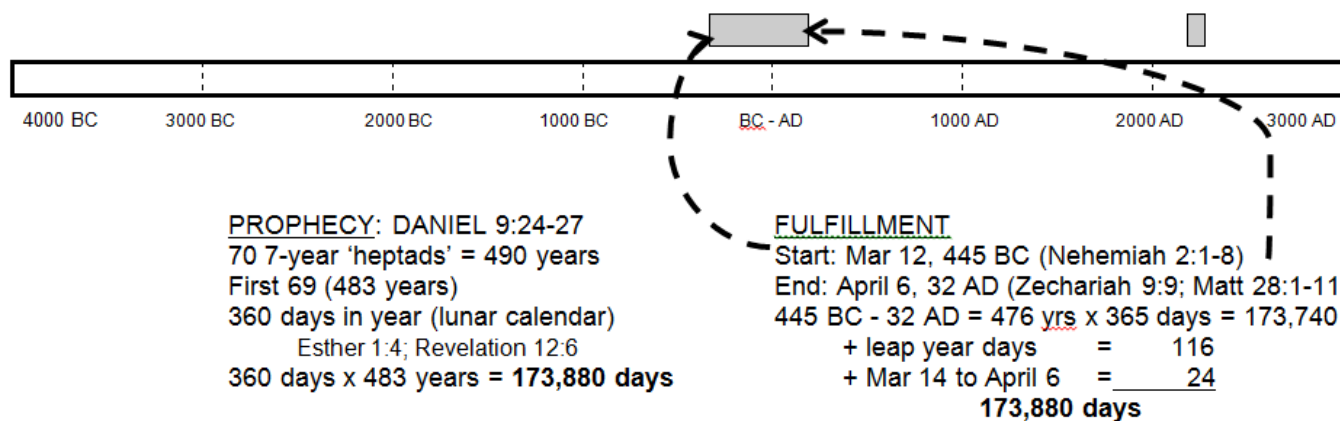 4000 BC 3000 BC 2000 BC 1000 BC BC - AD 1000 AD 2000 AD 3000 AD
PROPHECY: DANIEL 9:24-27
70 7-year ‘heptads’ = 490 years
First 69 (483 years)
360 days in year (lunar calendar)
Esther 1:4; Revelation 12:6
360 days x 483 years = 173,880 days
FULFILLMENT
Start: Mar 12, 445 BC (Nehemiah 2:1-8)
End: April 6, 32 AD (Zechariah 9:9; Matt 28:1-11
445 BC - 32 AD = 476 yrs x 365 days = 173,740
+ leap year days = 116
+ Mar 14 to April 6 = 24
173,880 days